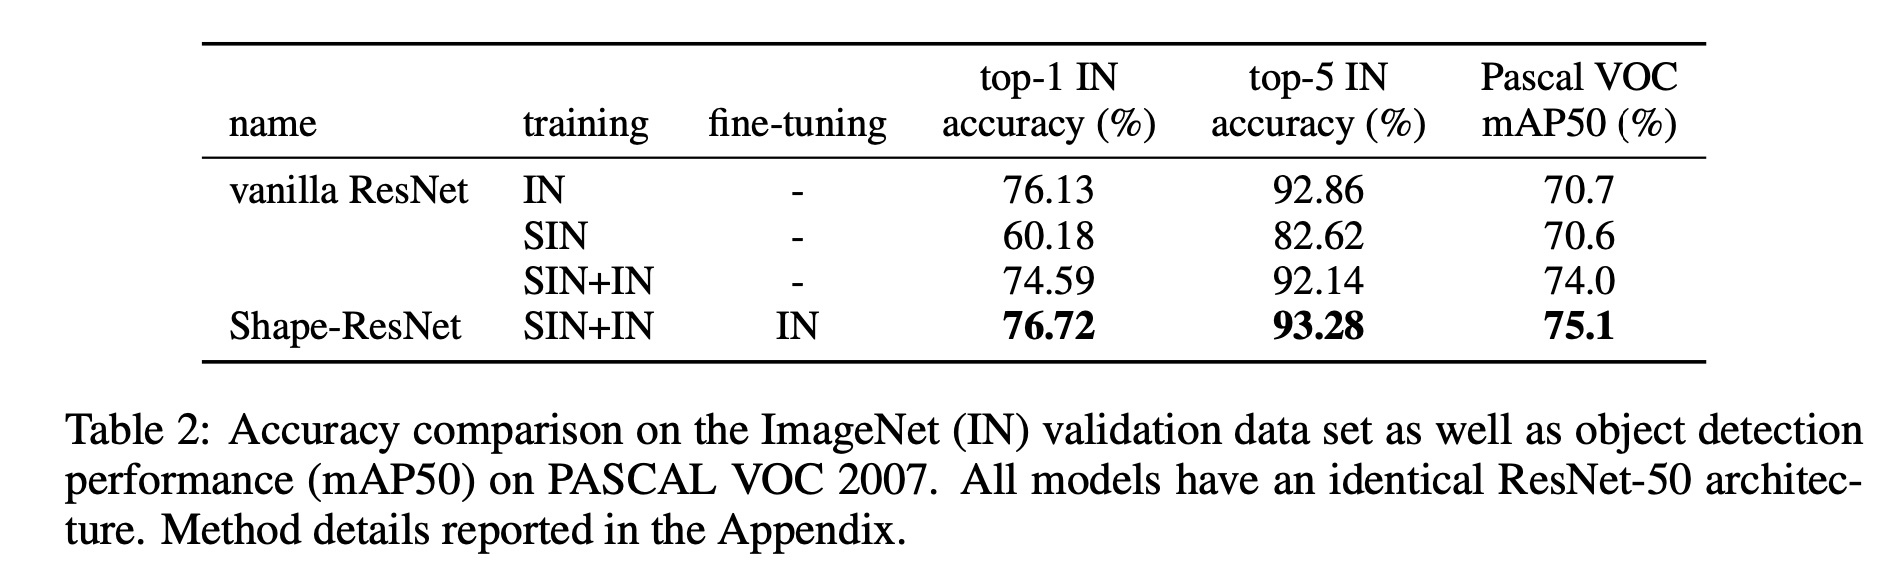 top-1 IN top-5 IN Pascal VOC
name training fine-tuning accuracy (%) accuracy (%) mAP50 (%)
vanilla ResNet IN - 76.13 92.86 70.7
SIN - 60.18 82.62 70.6
SIN+IN - 74.59 92.14 74.0
Shape-ResNet SIN+IN IN 76.72 93.28 75.1
Table 2: Accuracy comparison on the ImageNet (IN) validation data set as well as object detection
performance (mAP50) on PASCAL VOC 2007. All models have an identical ResNet-50 architec-
ture. Method details reported in the Appendix.